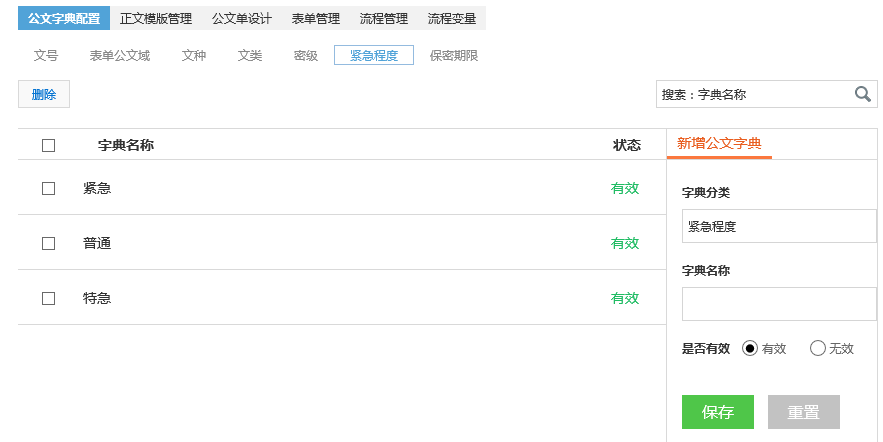 公文字典配置 正文模版管理 公文单设计 表单管理 流程管理 流程变量
文号 表单公文域 文种 文类 密级 紧急程度 保密期限
删除 搜索：字典名称
字典名称 状态
紧急 有效
普通 有效
特急 有效
新增公文字典
字典分类
紧急程度
字典名称
是否有效 有效 无效
保存 重置